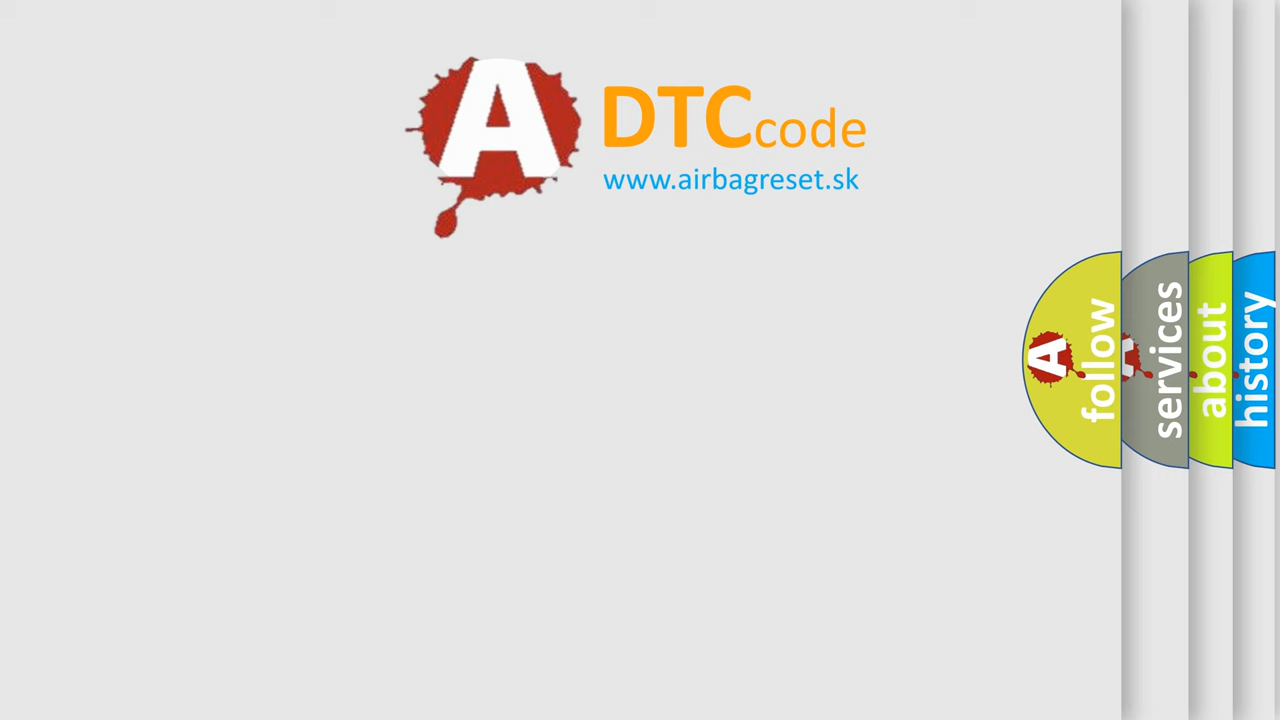 A
DTCcode
www.airbagreset.sk
A
follow
services
about
history